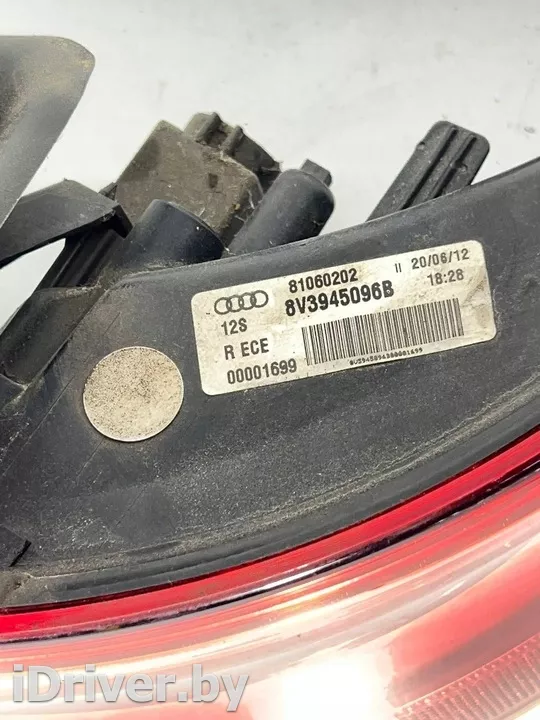 81060202 II 20/06/12
8V3945096B 18:28
12S
R ECE
00001699
iDriver.by